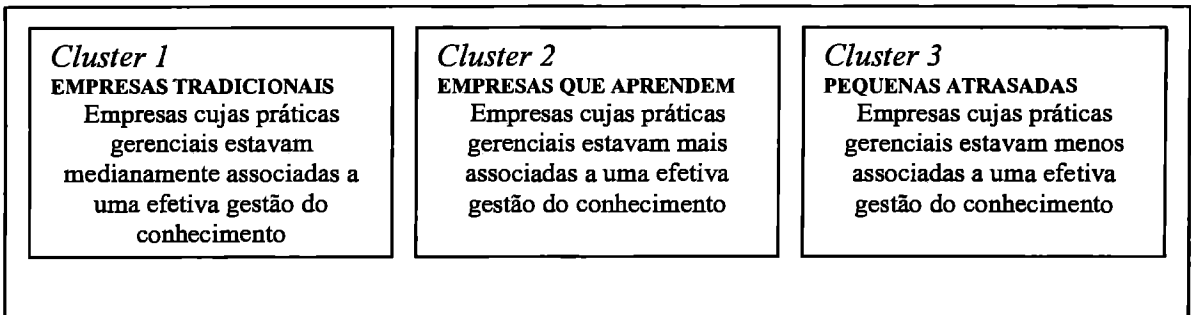 Cluster 1
EMPRESAS TRADICIONAIS
Empresas cujas práticas
gerenciais estavam
medianamente associadas a
uma efetiva gestão do
conhecimento
Cluster 2
EMPRESAS QUE APRENDEM
Empresas cujas práticas
gerenciais estavam mais
associadas a uma efetiva
gestão do conhecimento
Cluster 3
PEQUENAS ATRASADAS
Empresas cujas práticas
gerenciais estavam menos
associadas a uma efetiva
gestão do conhecimento